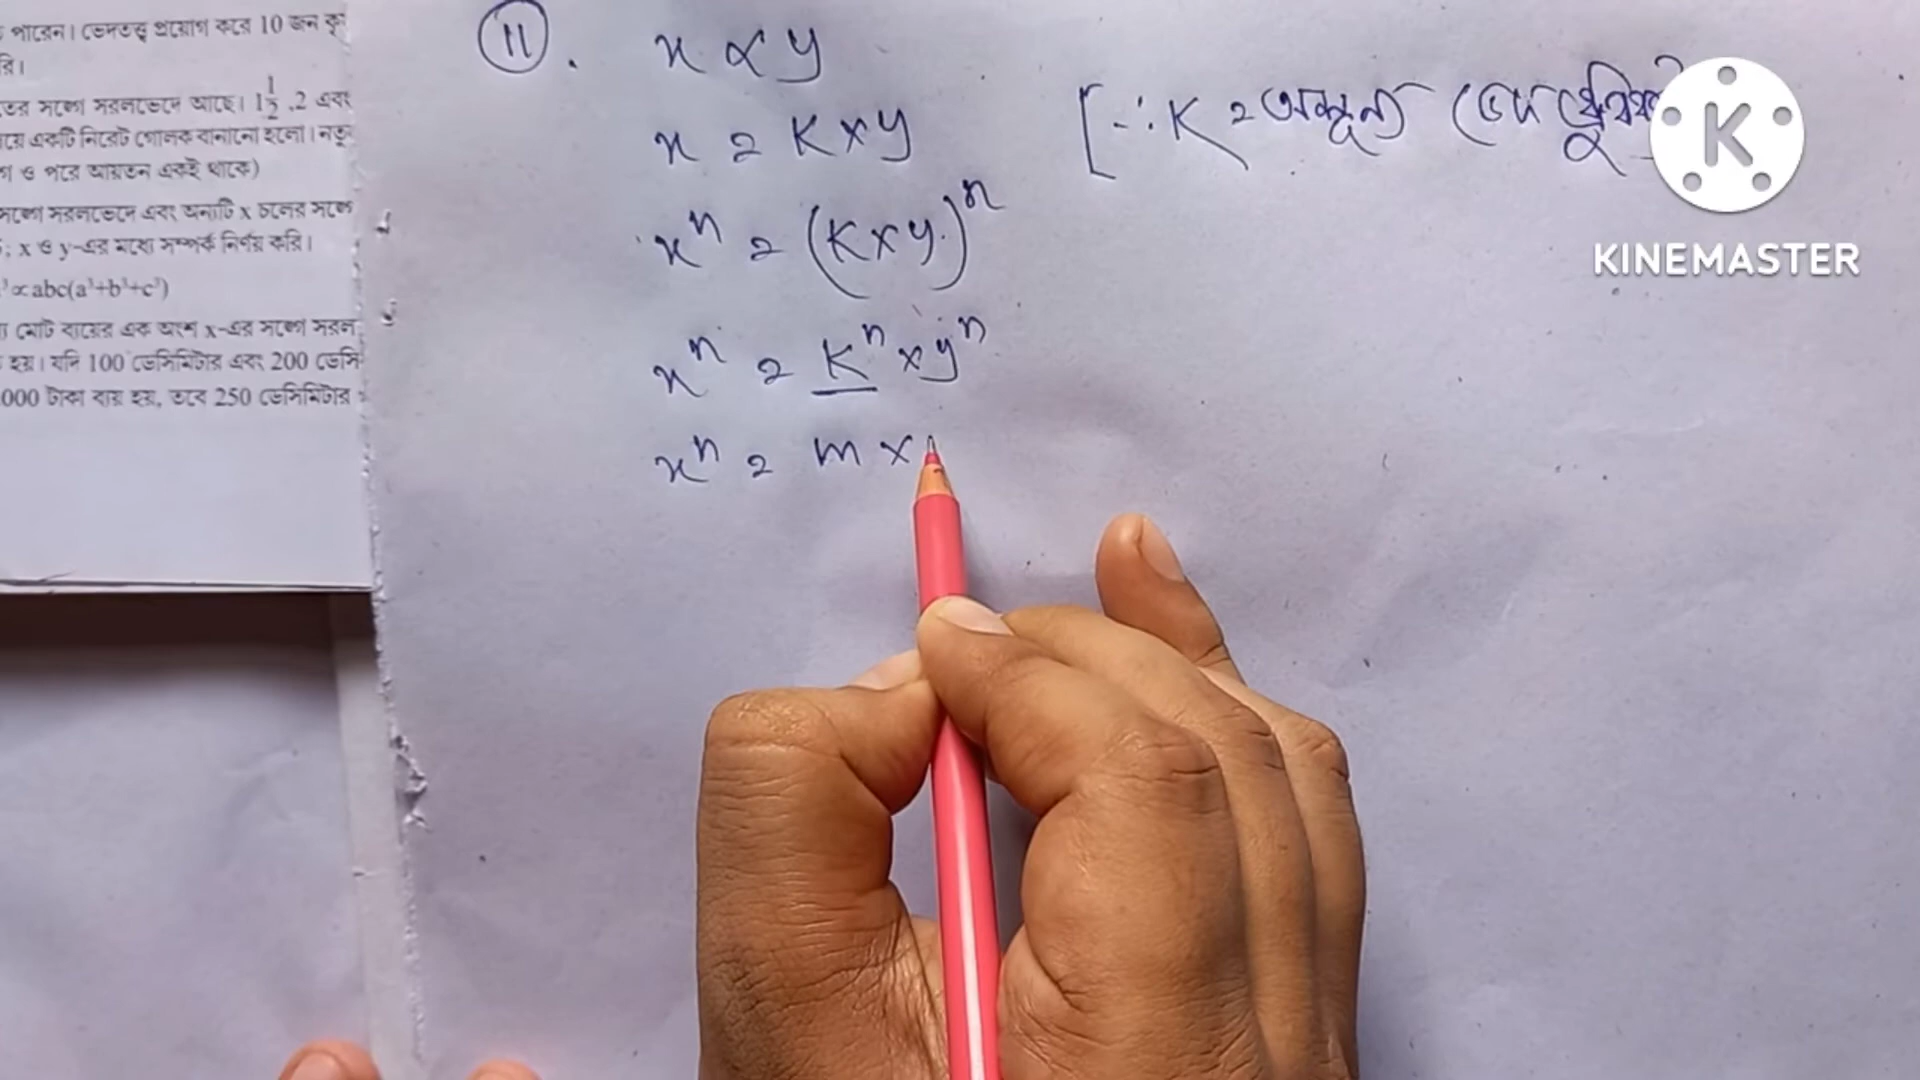 পারেন। ভেদতত্ত্ব প্রয়োগ করে 10 জন
রি।
তের সঙ্গে সরলভেদে আছে। 1 1/2 ,2 এবং
য়ে একটি নিরেট গোলক বানানো হলো। নতু
গ ও পরে আয়তন একই থাকে)
সঙ্গে সরলভেদে এবং অন্যটি x চলের সঙ্গে
; x ও y-এর মধ্যে সম্পর্ক নির্ণয় করি।
³∝abc(a³+b³+c³)
মোট ব্যয়ের এক অংশ x-এর সঙ্গে সরল
হয়। যদি 100 ডেসিমিটার এবং 200 ডেসি
000 টাকা ব্যয় হয়, তবে 250 ডেসিমিটার
11. x ∝ y
x = K×y [∵ K = অশূন্য ভেদ
xⁿ = (K×y)ⁿ
xⁿ = Kⁿ×yⁿ
xⁿ = m ×
K
KINEMASTER